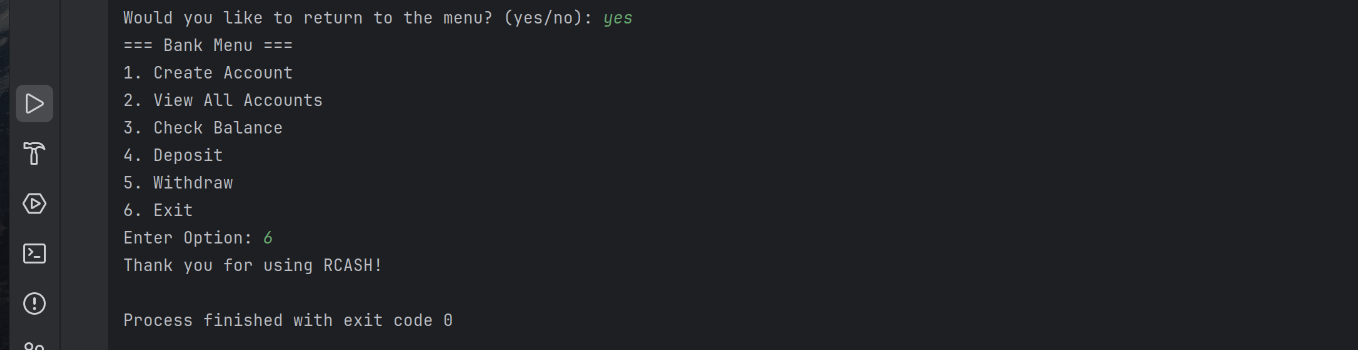 Would you like to return to the menu? (yes/no): yes
=== Bank Menu ===
1. Create Account
2. View All Accounts
3. Check Balance
4. Deposit
5. Withdraw
6. Exit
Enter Option: 6
Thank you for using RCASH!
Process finished with exit code 0